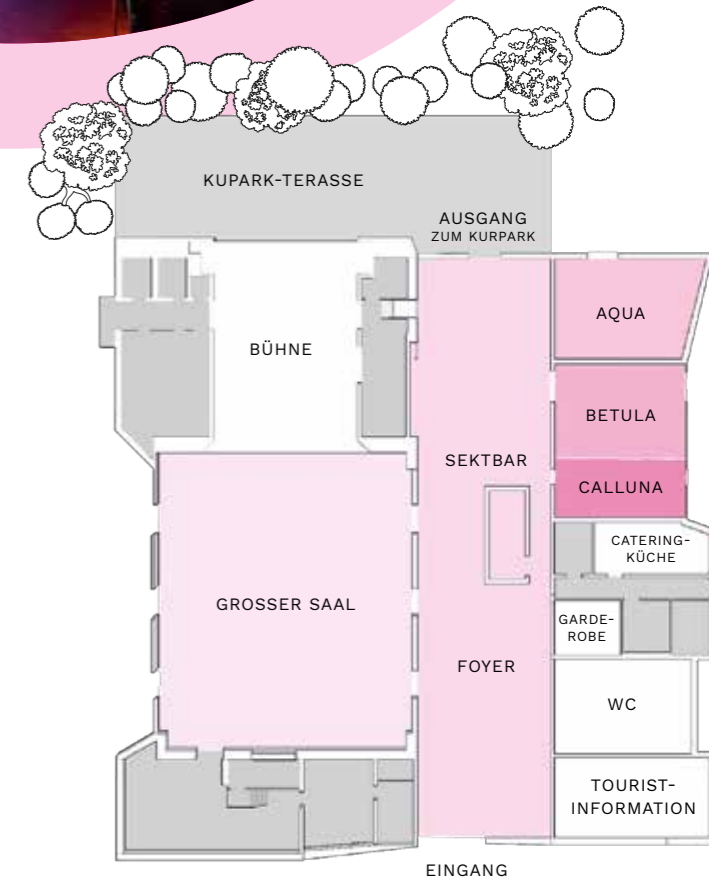 KUPARK-TERASSE
AUSGANG
ZUM KURPARK
AQUA
BÜHNE
BETULA
SEKTBAR
CALLUNA
CATERING-
KÜCHE
GROSSER SAAL
GARDE-
ROBE
FOYER
WC
TOURIST-
INFORMATION
EINGANG